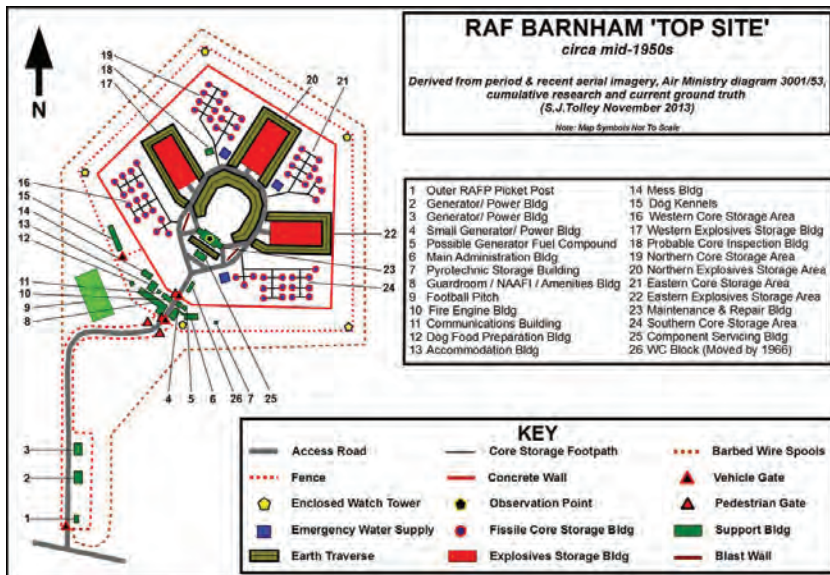 RAF BARNHAM 'TOP SITE'
circa mid-1950s
Derived from period & recent aerial imagery, Air Ministry diagram 3001/53,
cumulative research and current ground truth
(S.J.Tolley November 2013)
Note: Map Symbols Not To Scale
N
19
18
17
20
21
16
15
14
13
12
11
10
9
8
22
23
24
4
5
6
26
7
25
3
2
1
1 Outer RAFP Picket Post
2 Generator/ Power Bldg
3 Generator/ Power Bldg
4 Small Generator/ Power Bldg
5 Possible Generator Fuel Compound
6 Main Administration Bldg
7 Pyrotechnic Storage Building
8 Guardroom / NAAFI / Amenities Bldg
9 Football Pitch
10 Fire Engine Bldg
11 Communications Building
12 Dog Food Preparation Bldg
13 Accommodation Bldg
14 Mess Bldg
15 Dog Kennels
16 Western Core Storage Area
17 Western Explosives Storage Bldg
18 Probable Core Inspection Bldg
19 Northern Core Storage Area
20 Northern Explosives Storage Area
21 Eastern Core Storage Area
22 Eastern Explosives Storage Area
23 Maintenance & Repair Bldg
24 Southern Core Storage Area
25 Component Servicing Bldg
26 WC Block (Moved by 1966)
KEY
Access Road
Core Storage Footpath
Barbed Wire Spools
Fence
Concrete Wall
Vehicle Gate
Enclosed Watch Tower
Observation Point
Pedestrian Gate
Emergency Water Supply
Fissile Core Storage Bldg
Support Bldg
Earth Traverse
Explosives Storage Bldg
Blast Wall